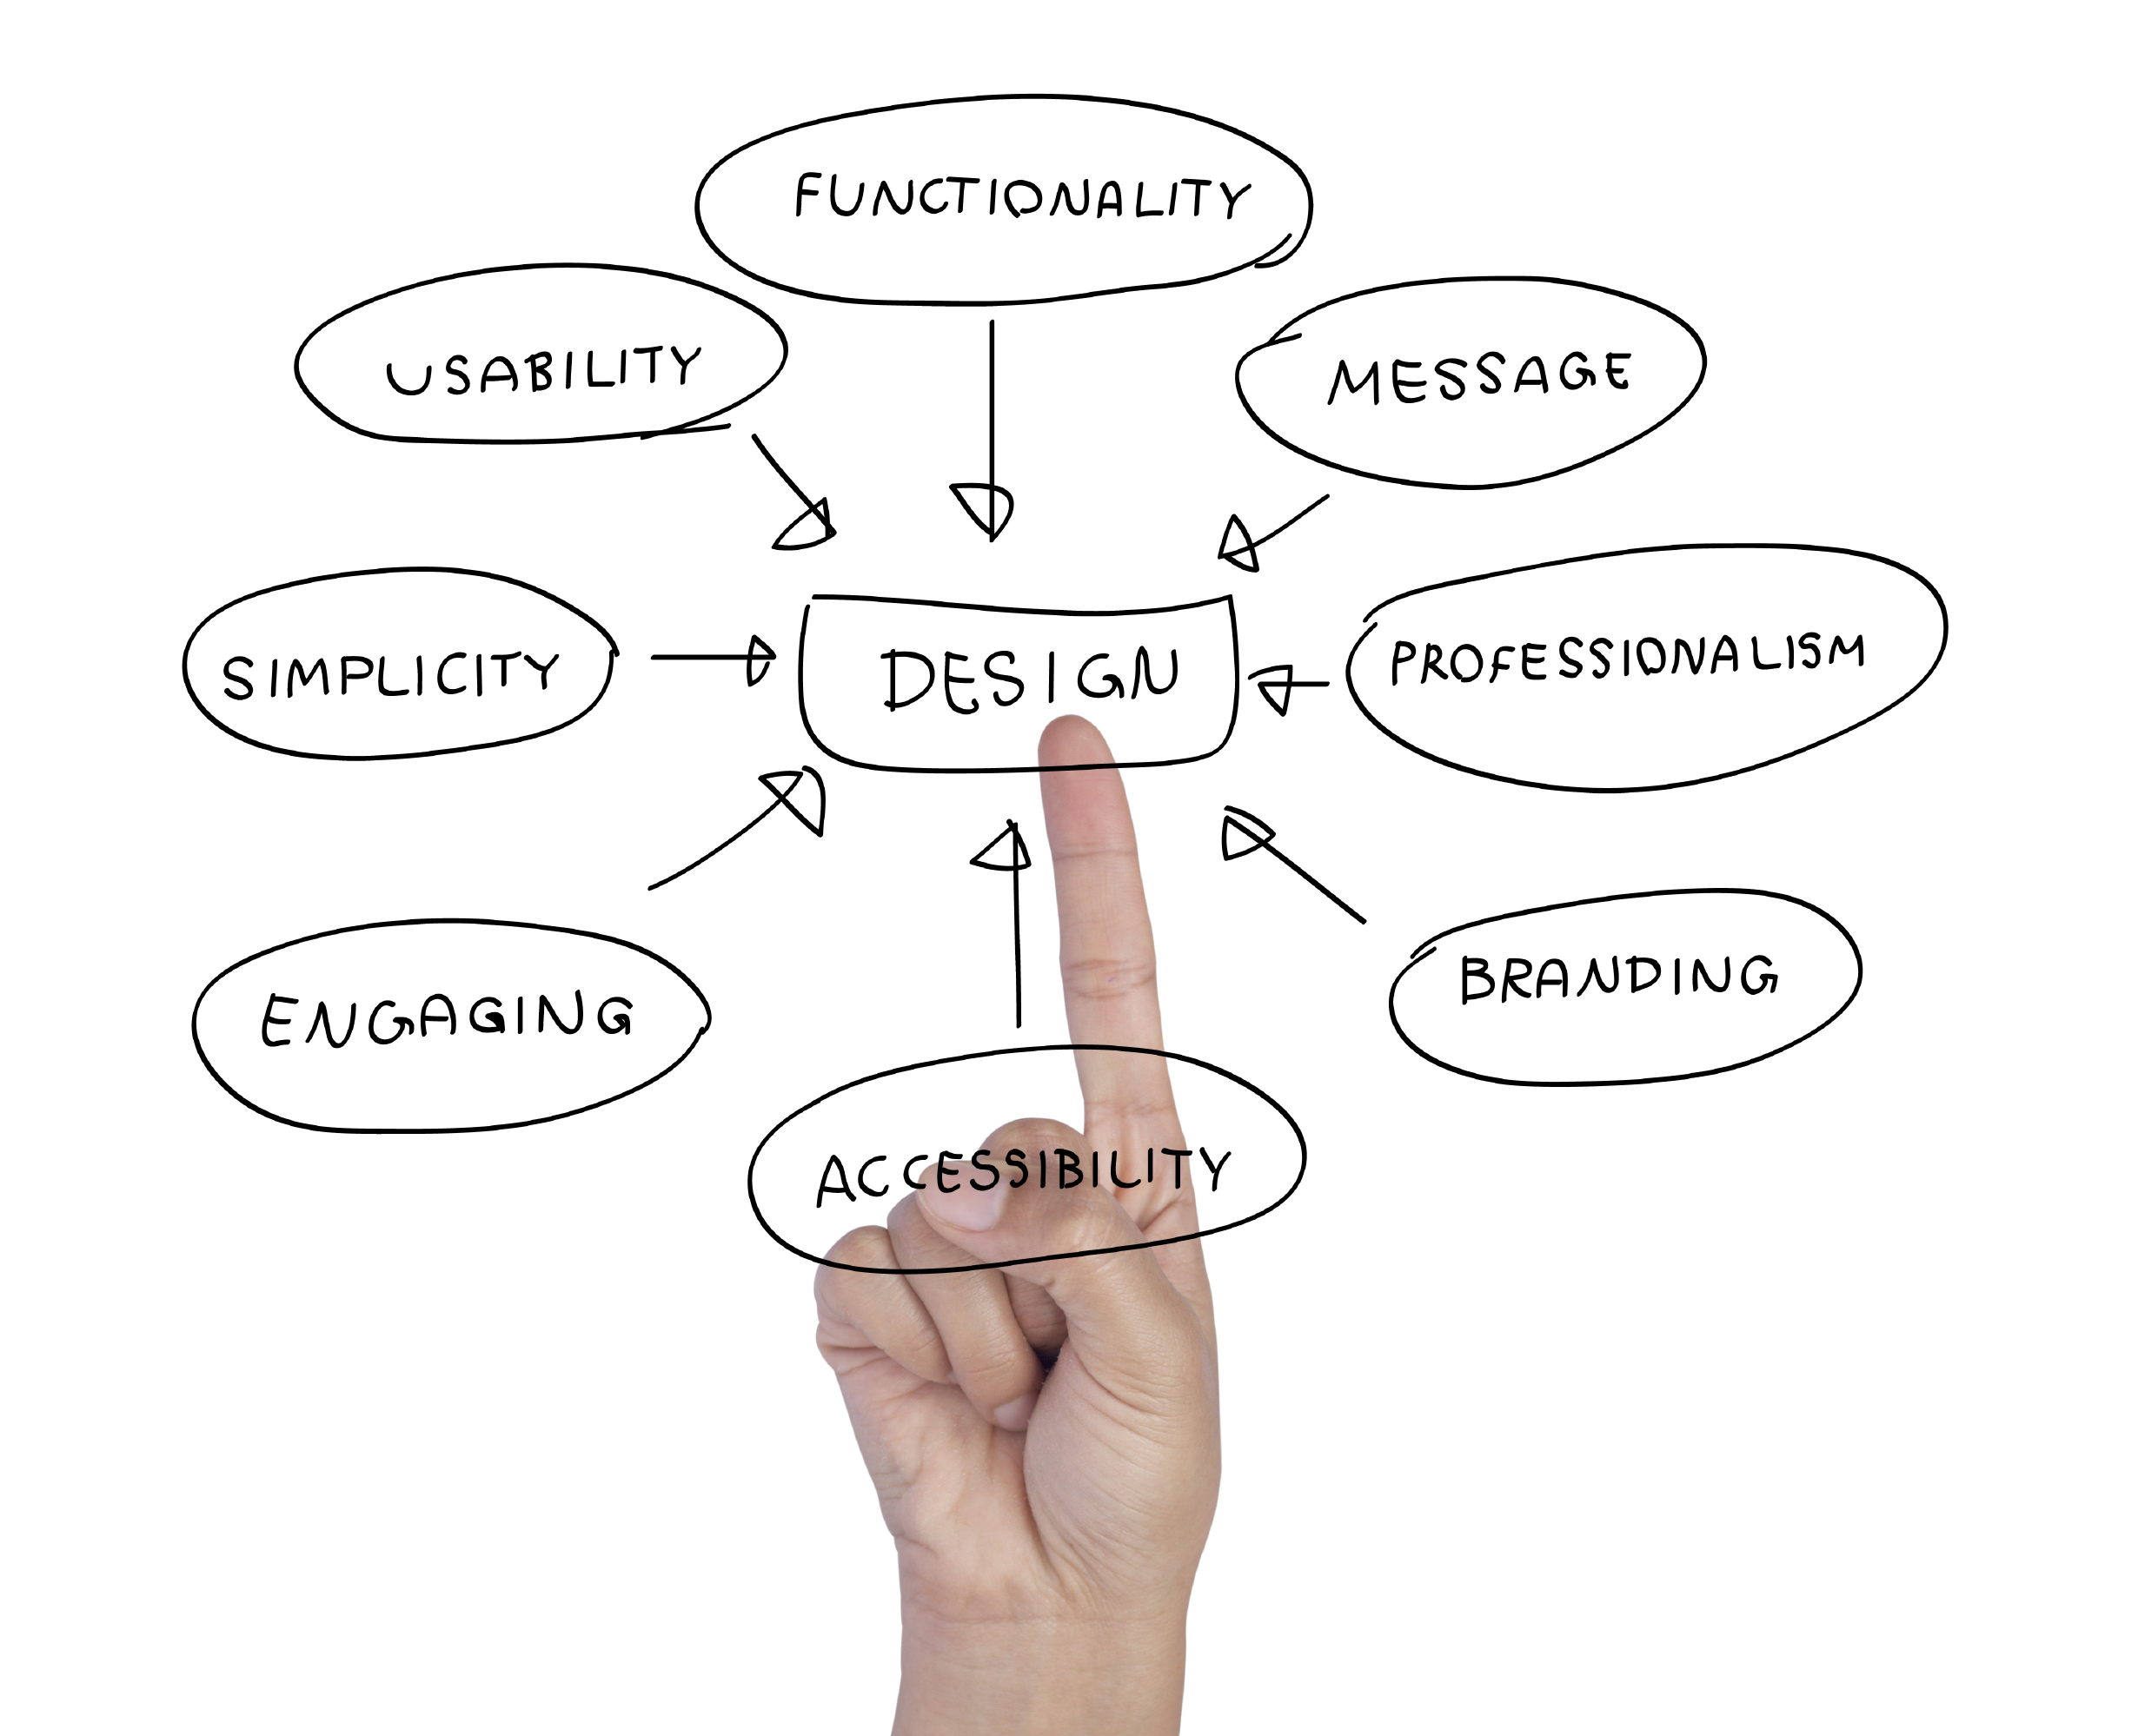 FUNCTIONALITY
USABILITY
MESSAGE
SIMPLICITY
DESIGN
PROFESSIONALISM
ENGAGING
BRANDING
ACCESSIBILITY